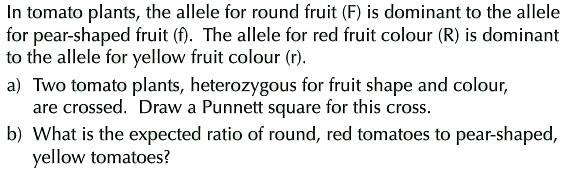 In tomato plants, the allele for round fruit (F) is dominant to the allele
for pear-shaped fruit (f). The allele for red fruit colour (R) is dominant
to the allele for yellow fruit colour (r).
a) Two tomato plants, heterozygous for fruit shape and colour,
are crossed. Draw a Punnett square for this cross.
b) What is the expected ratio of round, red tomatoes to pear-shaped,
yellow tomatoes?